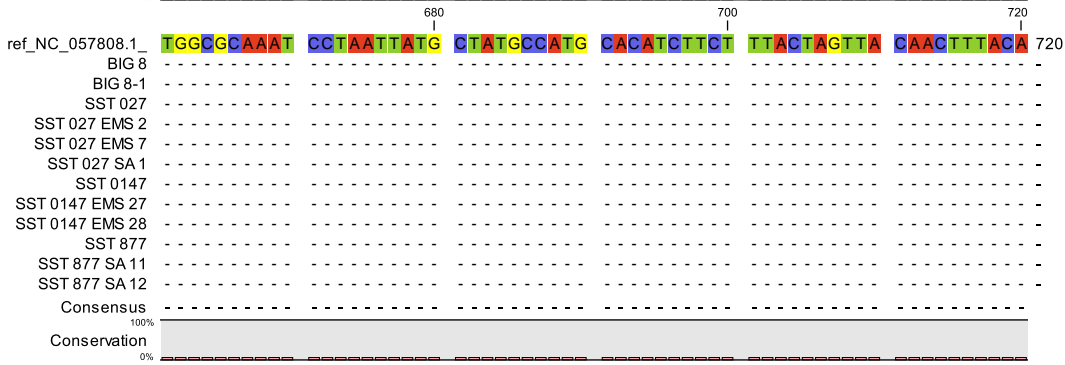 680 700 720
ref_NC_057808.1_ TGGCGCAAAT CCTAATTATG CTATGCCATG CACATCTTCT TTACTAGTTA CAACTTTACA 720
BIG 8 - - - - - - - - - - - - - - - - - - - - - - - - - - - - - - - - - - - - - - - - - - - - - - - - - - - - - - - - - - - - -
BIG 8-1 - - - - - - - - - - - - - - - - - - - - - - - - - - - - - - - - - - - - - - - - - - - - - - - - - - - - - - - - - - - - -
SST 027 - - - - - - - - - - - - - - - - - - - - - - - - - - - - - - - - - - - - - - - - - - - - - - - - - - - - - - - - - - - - -
SST 027 EMS 2 - - - - - - - - - - - - - - - - - - - - - - - - - - - - - - - - - - - - - - - - - - - - - - - - - - - - - - - - - - - - -
SST 027 EMS 7 - - - - - - - - - - - - - - - - - - - - - - - - - - - - - - - - - - - - - - - - - - - - - - - - - - - - - - - - - - - - -
SST 027 SA 1 - - - - - - - - - - - - - - - - - - - - - - - - - - - - - - - - - - - - - - - - - - - - - - - - - - - - - - - - - - - - -
SST 0147 - - - - - - - - - - - - - - - - - - - - - - - - - - - - - - - - - - - - - - - - - - - - - - - - - - - - - - - - - - - - -
SST 0147 EMS 27 - - - - - - - - - - - - - - - - - - - - - - - - - - - - - - - - - - - - - - - - - - - - - - - - - - - - - - - - - - - - -
SST 0147 EMS 28 - - - - - - - - - - - - - - - - - - - - - - - - - - - - - - - - - - - - - - - - - - - - - - - - - - - - - - - - - - - - -
SST 877 - - - - - - - - - - - - - - - - - - - - - - - - - - - - - - - - - - - - - - - - - - - - - - - - - - - - - - - - - - - - -
SST 877 SA 11 - - - - - - - - - - - - - - - - - - - - - - - - - - - - - - - - - - - - - - - - - - - - - - - - - - - - - - - - - - - - -
SST 877 SA 12 - - - - - - - - - - - - - - - - - - - - - - - - - - - - - - - - - - - - - - - - - - - - - - - - - - - - - - - - - - - - -
Consensus - - - - - - - - - - - - - - - - - - - - - - - - - - - - - - - - - - - - - - - - - - - - - - - - - - - - - - - - - - - -
100%
Conservation
0%